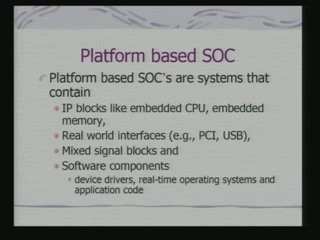 Platform based SOC
Platform based SOC's are systems that
contain
IP blocks like embedded CPU, embedded
memory,
Real world interfaces (e.g., PCI, USB),
Mixed signal blocks and
Software components
device drivers, real-time operating systems and
application code